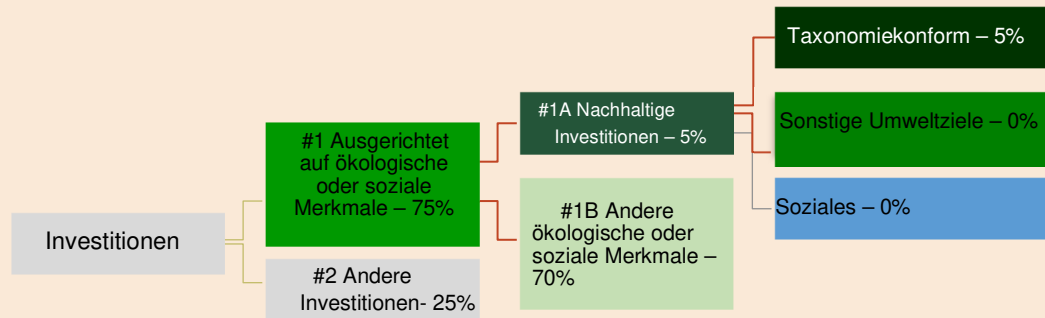 Investitionen
#1 Ausgerichtet
auf ökologische
oder soziale
Merkmale – 75%
#2 Andere
Investitionen- 25%
#1A Nachhaltige
Investitionen – 5%
#1B Andere
ökologische oder
soziale Merkmale –
70%
Taxonomiekonform – 5%
Sonstige Umweltziele – 0%
Soziales – 0%